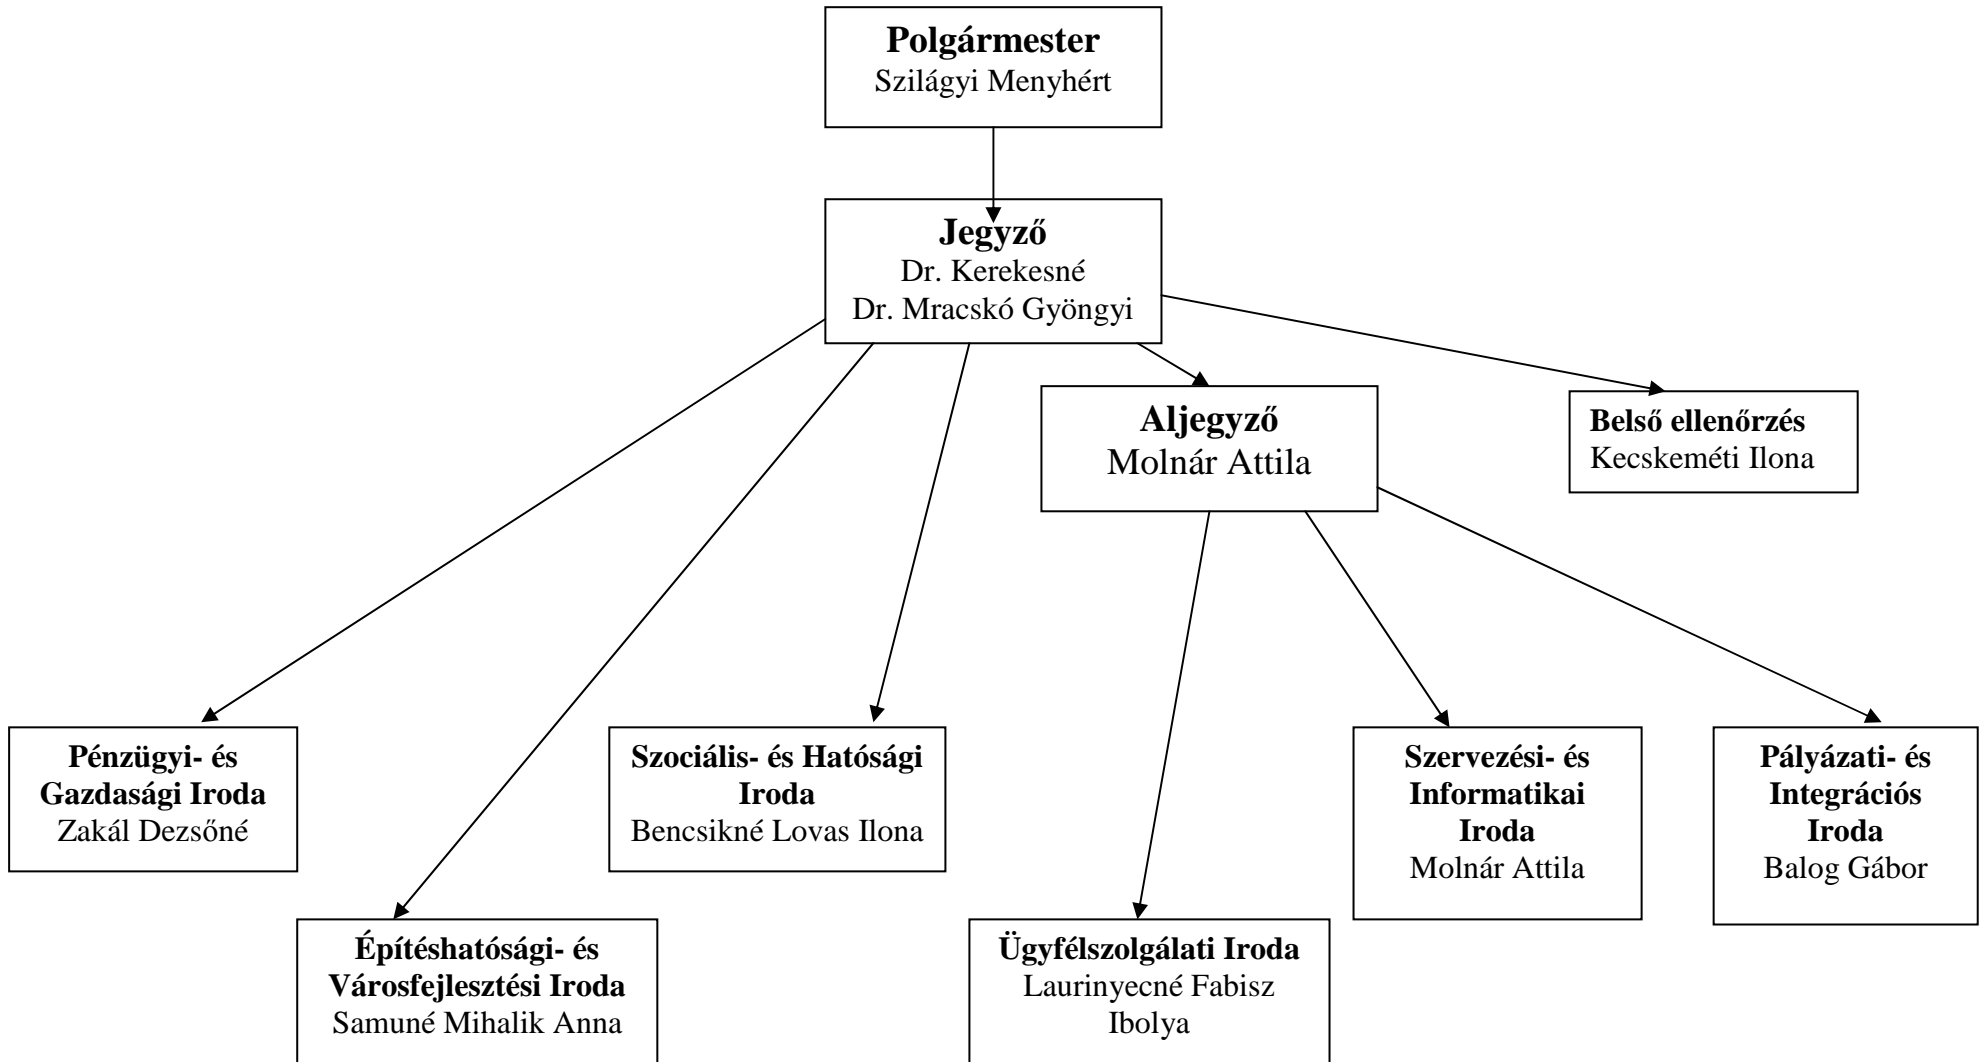 Polgármester
Szilágyi Menyhért
Jegyző
Dr. Kerekesné
Dr. Mracskó Gyöngyi
Aljegyző
Molnár Attila
Belső ellenőrzés
Kecskeméti Ilona
Pénzügyi- és
Gazdasági Iroda
Zakál Dezsőné
Szociális- és Hatósági
Iroda
Bencsikné Lovas Ilona
Szervezési- és
Informatikai
Iroda
Molnár Attila
Pályázati- és
Integrációs
Iroda
Balog Gábor
Építéshatósági- és
Városfejlesztési Iroda
Samuné Mihalik Anna
Ügyfélszolgálati Iroda
Laurinyecné Fabisz
Ibolya